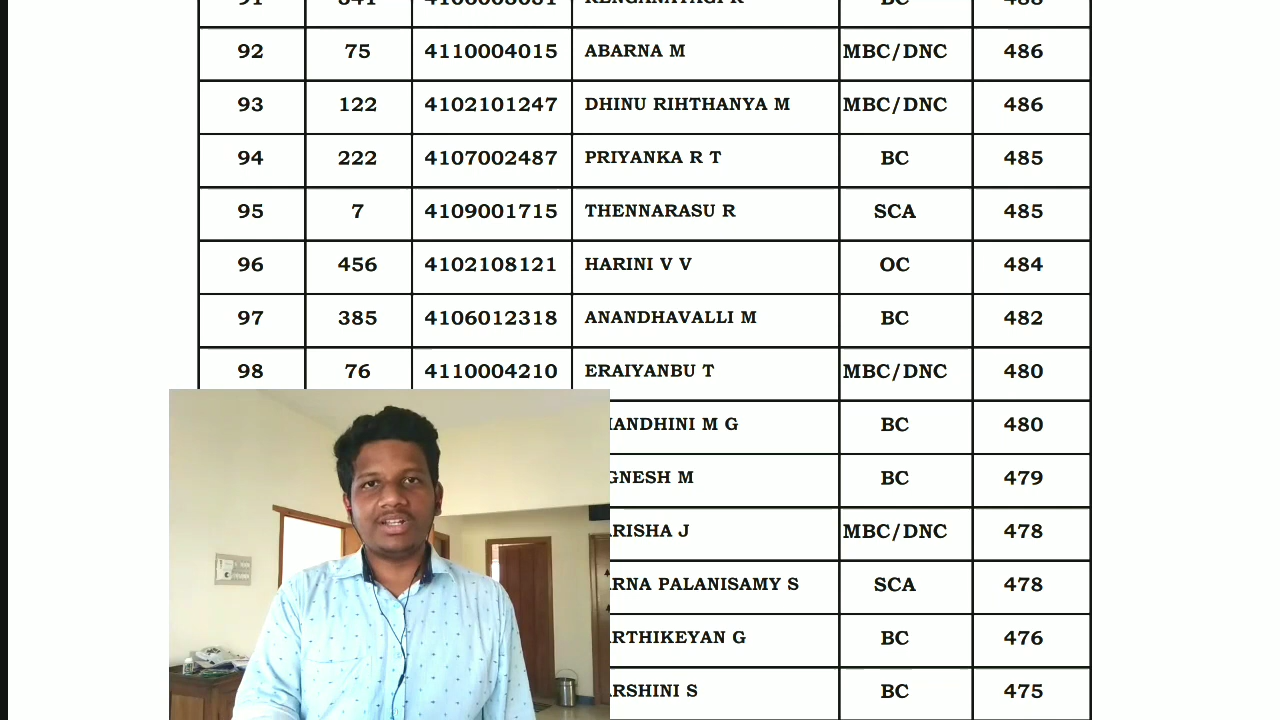 92 75 4110004015 ABARNA M MBC/DNC 486
93 122 4102101247 DHINU RIHTHANYA M MBC/DNC 486
94 222 4107002487 PRIYANKA R T BC 485
95 7 4109001715 THENNARASU R SCA 485
96 456 4102108121 HARINI V V OC 484
97 385 4106012318 ANANDHAVALLI M BC 482
98 76 4110004210 ERAIYANBU T MBC/DNC 480
M G BC 480
M BC 479
J MBC/DNC 478
PALANISAMY S SCA 478
G BC 476
S BC 475